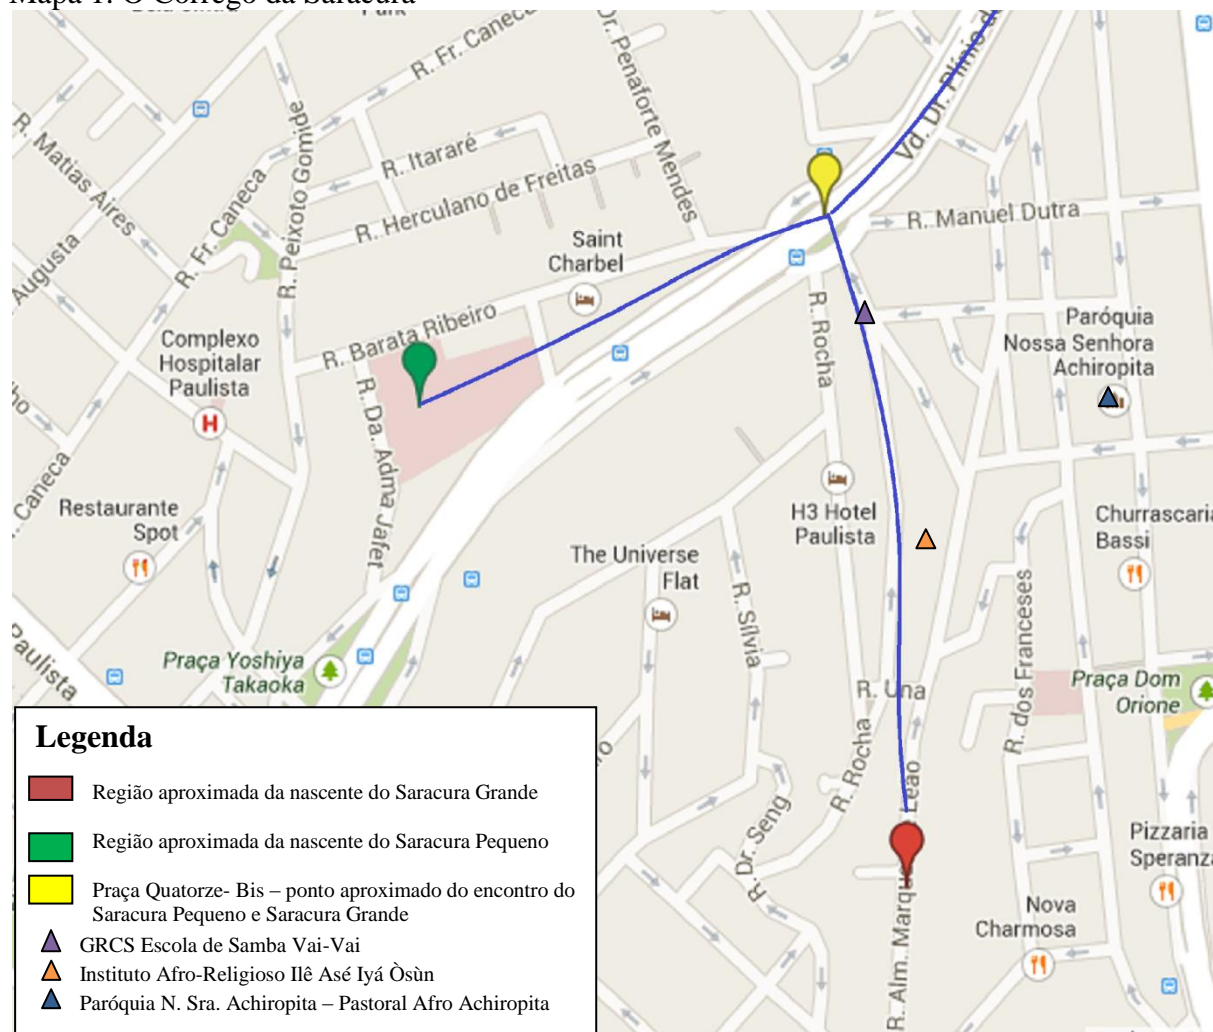 Mapa 1: O Córrego da Saracura
R. Fr. Caneca
Dr. Penaforte Mendes
Vd. Dr. Plínio d
R. Matias Aires
R. Peixoto Gomide
R. Itararé
R. Herculano de Freitas
R. Manuel Dutra
Augusta
R. Fr. Caneca
Saint
Charbel
R. Barata Ribeiro
R. Rocha
Paróquia
Nossa Senhora
Achiropita
Complexo
Hospitalar
Paulista
H
R. Da. Adma Jafet
Caneca
Restaurante
Spot
H3 Hotel
Paulista
Churrascaria
Bassi
The Universe
Flat
R. Sílvia
R. dos Franceses
Paulista
Praça Yoshiya
Takaoka
R. Una
Praça Dom
Orione
R. Rocha
R. Dr. Seng
R. Alm. Marqu Leão
Pizzaria
Speranza
Nova
Charmosa
Legenda
Região aproximada da nascente do Saracura Grande
Região aproximada da nascente do Saracura Pequeno
Praça Quatorze- Bis – ponto aproximado do encontro do
Saracura Pequeno e Saracura Grande
GRCS Escola de Samba Vai-Vai
Instituto Afro-Religioso Ilê Asé Iyá Òsùn
Paróquia N. Sra. Achiropita – Pastoral Afro Achiropita